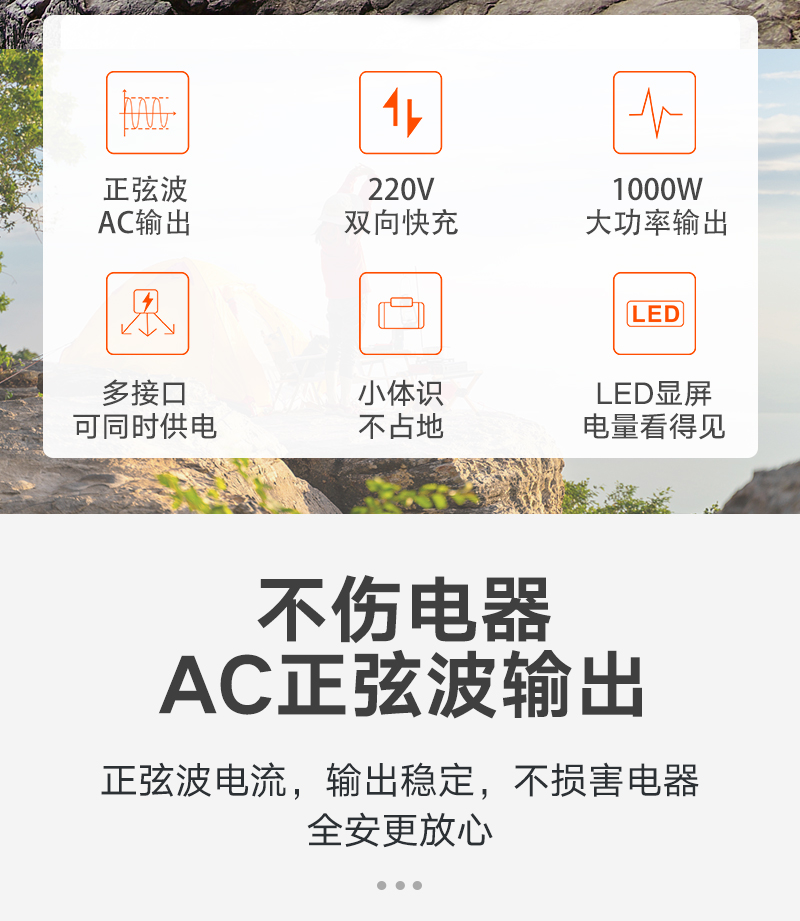 正弦波
AC输出
220V
双向快充
1000W
大功率输出
多接口
可同时供电
小体识
不占地
LED
LED显屏
电量看得见
不伤电器
AC正弦波输出
正弦波电流，输出稳定，不损害电器
全安更放心